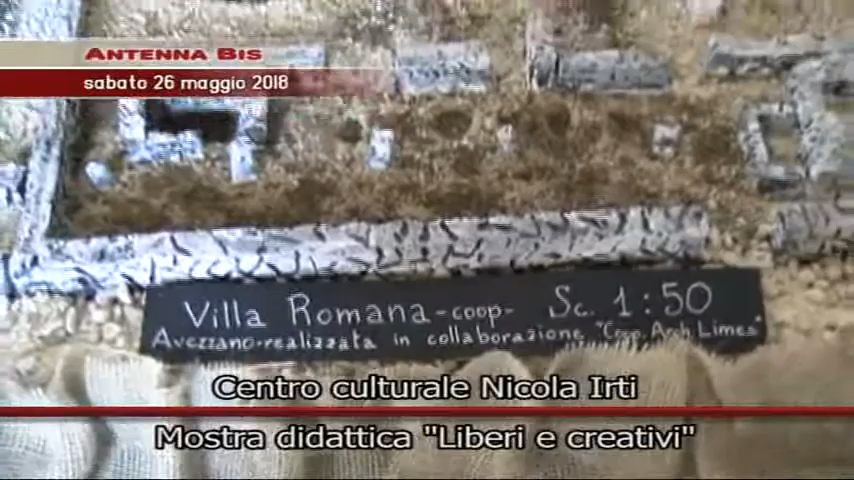 Antenna Bis
sabato 26 maggio 2018
Villa Romana-coop- Sc. 1:50
Avezzano-realizzata in collaborazione "Coop. Arch Limes"
Centro culturale Nicola Irti
Mostra didattica "Liberi e creativi"